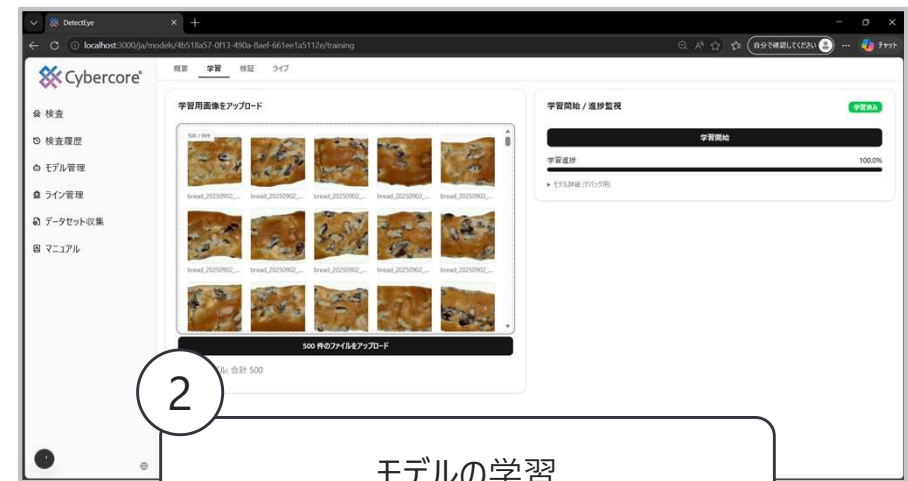 DetectEye
localhost:3000/ja/models/4b518a57-0f13-490a-8aef-661ee1a5112e/training
自分で確認してください
チャット
Cybercore
概要 学習 検証 ライブ
検査
検査履歴
モデル管理
ライン管理
データセット収集
マニュアル
学習用画像をアップロード
500 / 999
bread_20250902_... bread_20250902_... bread_20250902_... bread_20250902_... bread_20250902_...
bread_20250902_... bread_20250902_... bread_20250902_... bread_20250902_... bread_20250902_...
500 件のファイルをアップロード
合計 500
学習開始 / 進捗監視
学習済み
学習開始
学習進捗 100.0%
モデル詳細 (デバッグ用)
2
モデルの学習